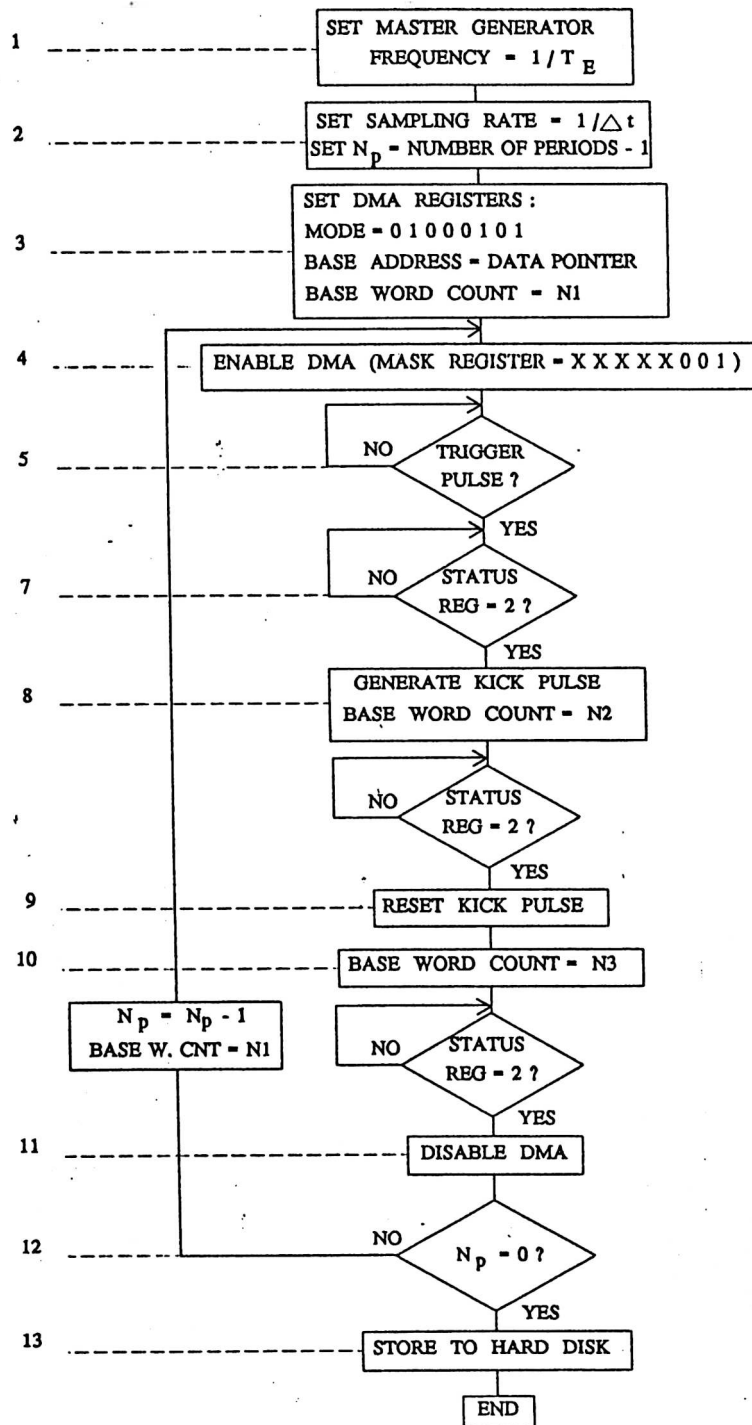 1
SET MASTER GENERATOR
FREQUENCY = 1 / T E
2
SET SAMPLING RATE = 1 /△ t
SET Np = NUMBER OF PERIODS - 1
3
SET DMA REGISTERS :
MODE = 0 1 0 0 0 1 0 1
BASE ADDRESS = DATA POINTER
BASE WORD COUNT = N1
4
ENABLE DMA (MASK REGISTER = X X X X X 0 0 1 )
5
NO
TRIGGER
PULSE ?
YES
7
NO
STATUS
REG = 2 ?
YES
8
GENERATE KICK PULSE
BASE WORD COUNT = N2
NO
STATUS
REG = 2 ?
YES
9
RESET KICK PULSE
10
BASE WORD COUNT = N3
N p = N p - 1
BASE W. CNT = N1
NO
STATUS
REG = 2 ?
YES
11
DISABLE DMA
12
NO
N p = 0 ?
YES
13
STORE TO HARD DISK
END